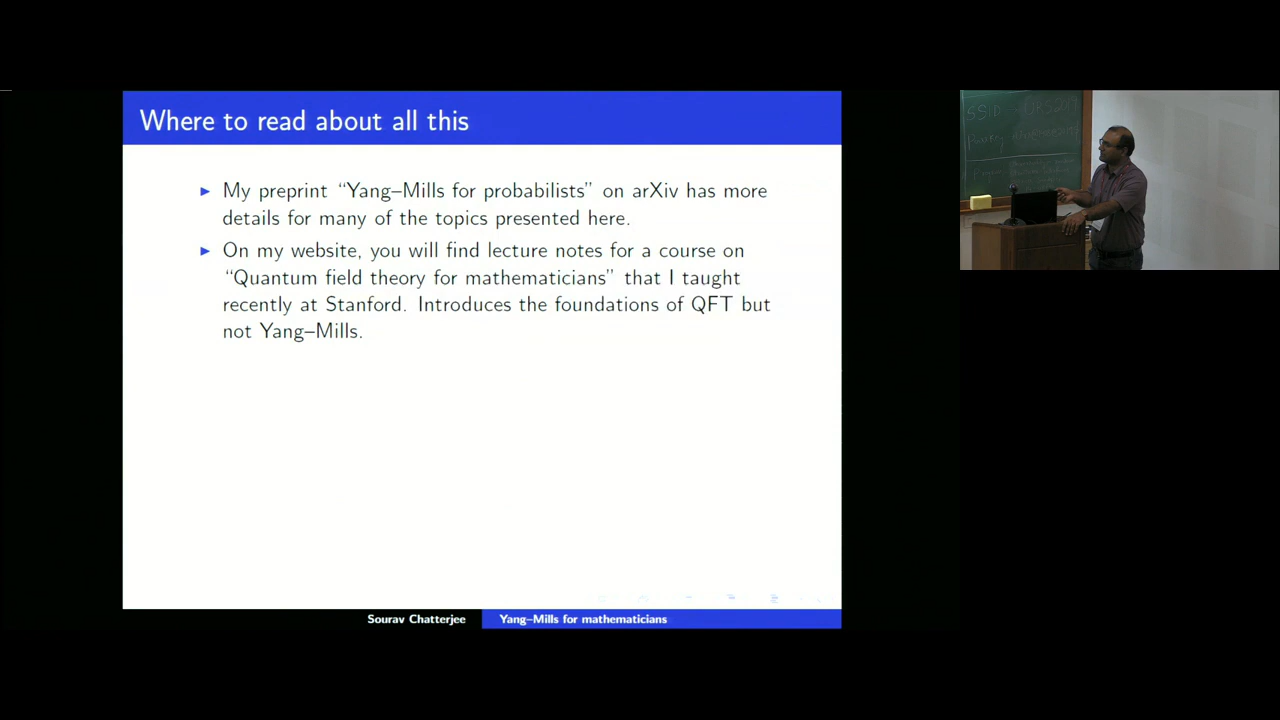 Where to read about all this
► My preprint “Yang–Mills for probabilists” on arXiv has more
details for many of the topics presented here.
► On my website, you will find lecture notes for a course on
“Quantum field theory for mathematicians” that I taught
recently at Stanford. Introduces the foundations of QFT but
not Yang–Mills.
Sourav Chatterjee
Yang–Mills for mathematicians
SSID